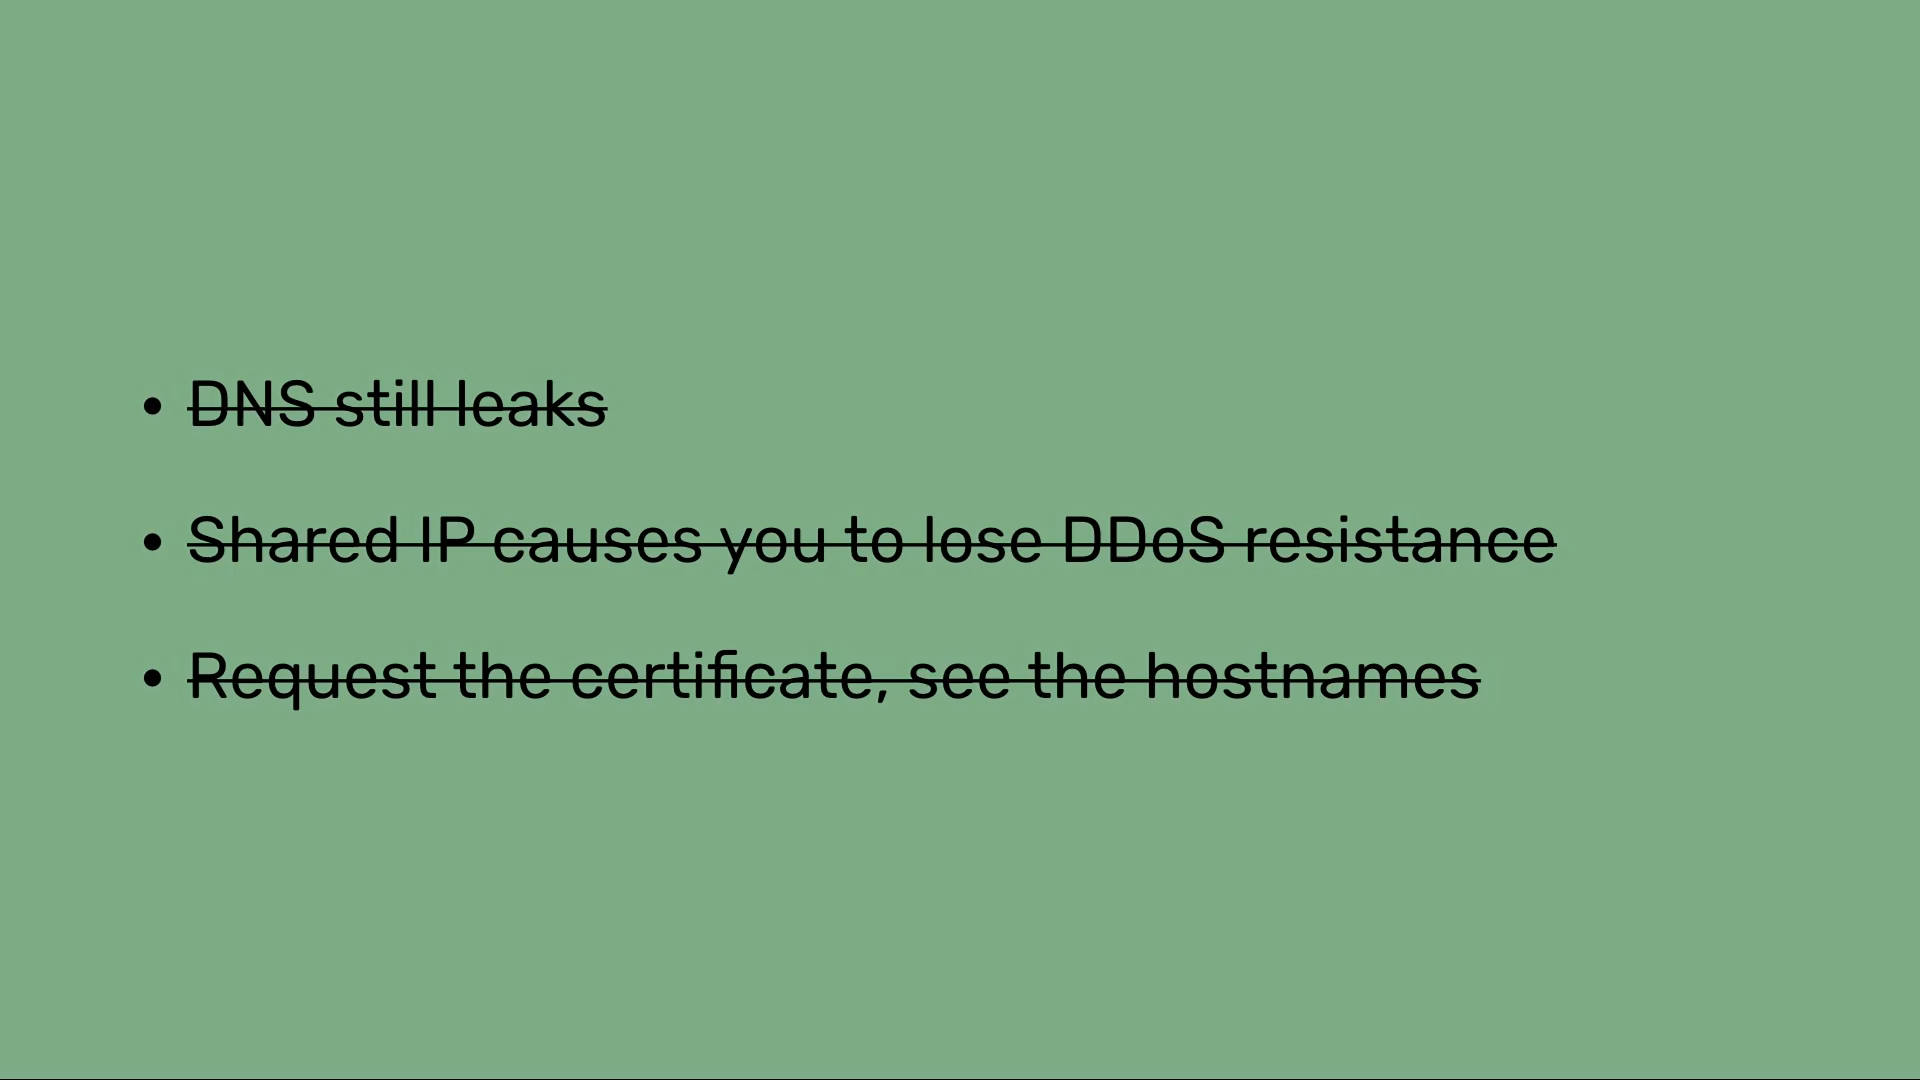 • DNS still leaks
• Shared IP causes you to lose DDoS resistance
• Request the certificate, see the hostnames